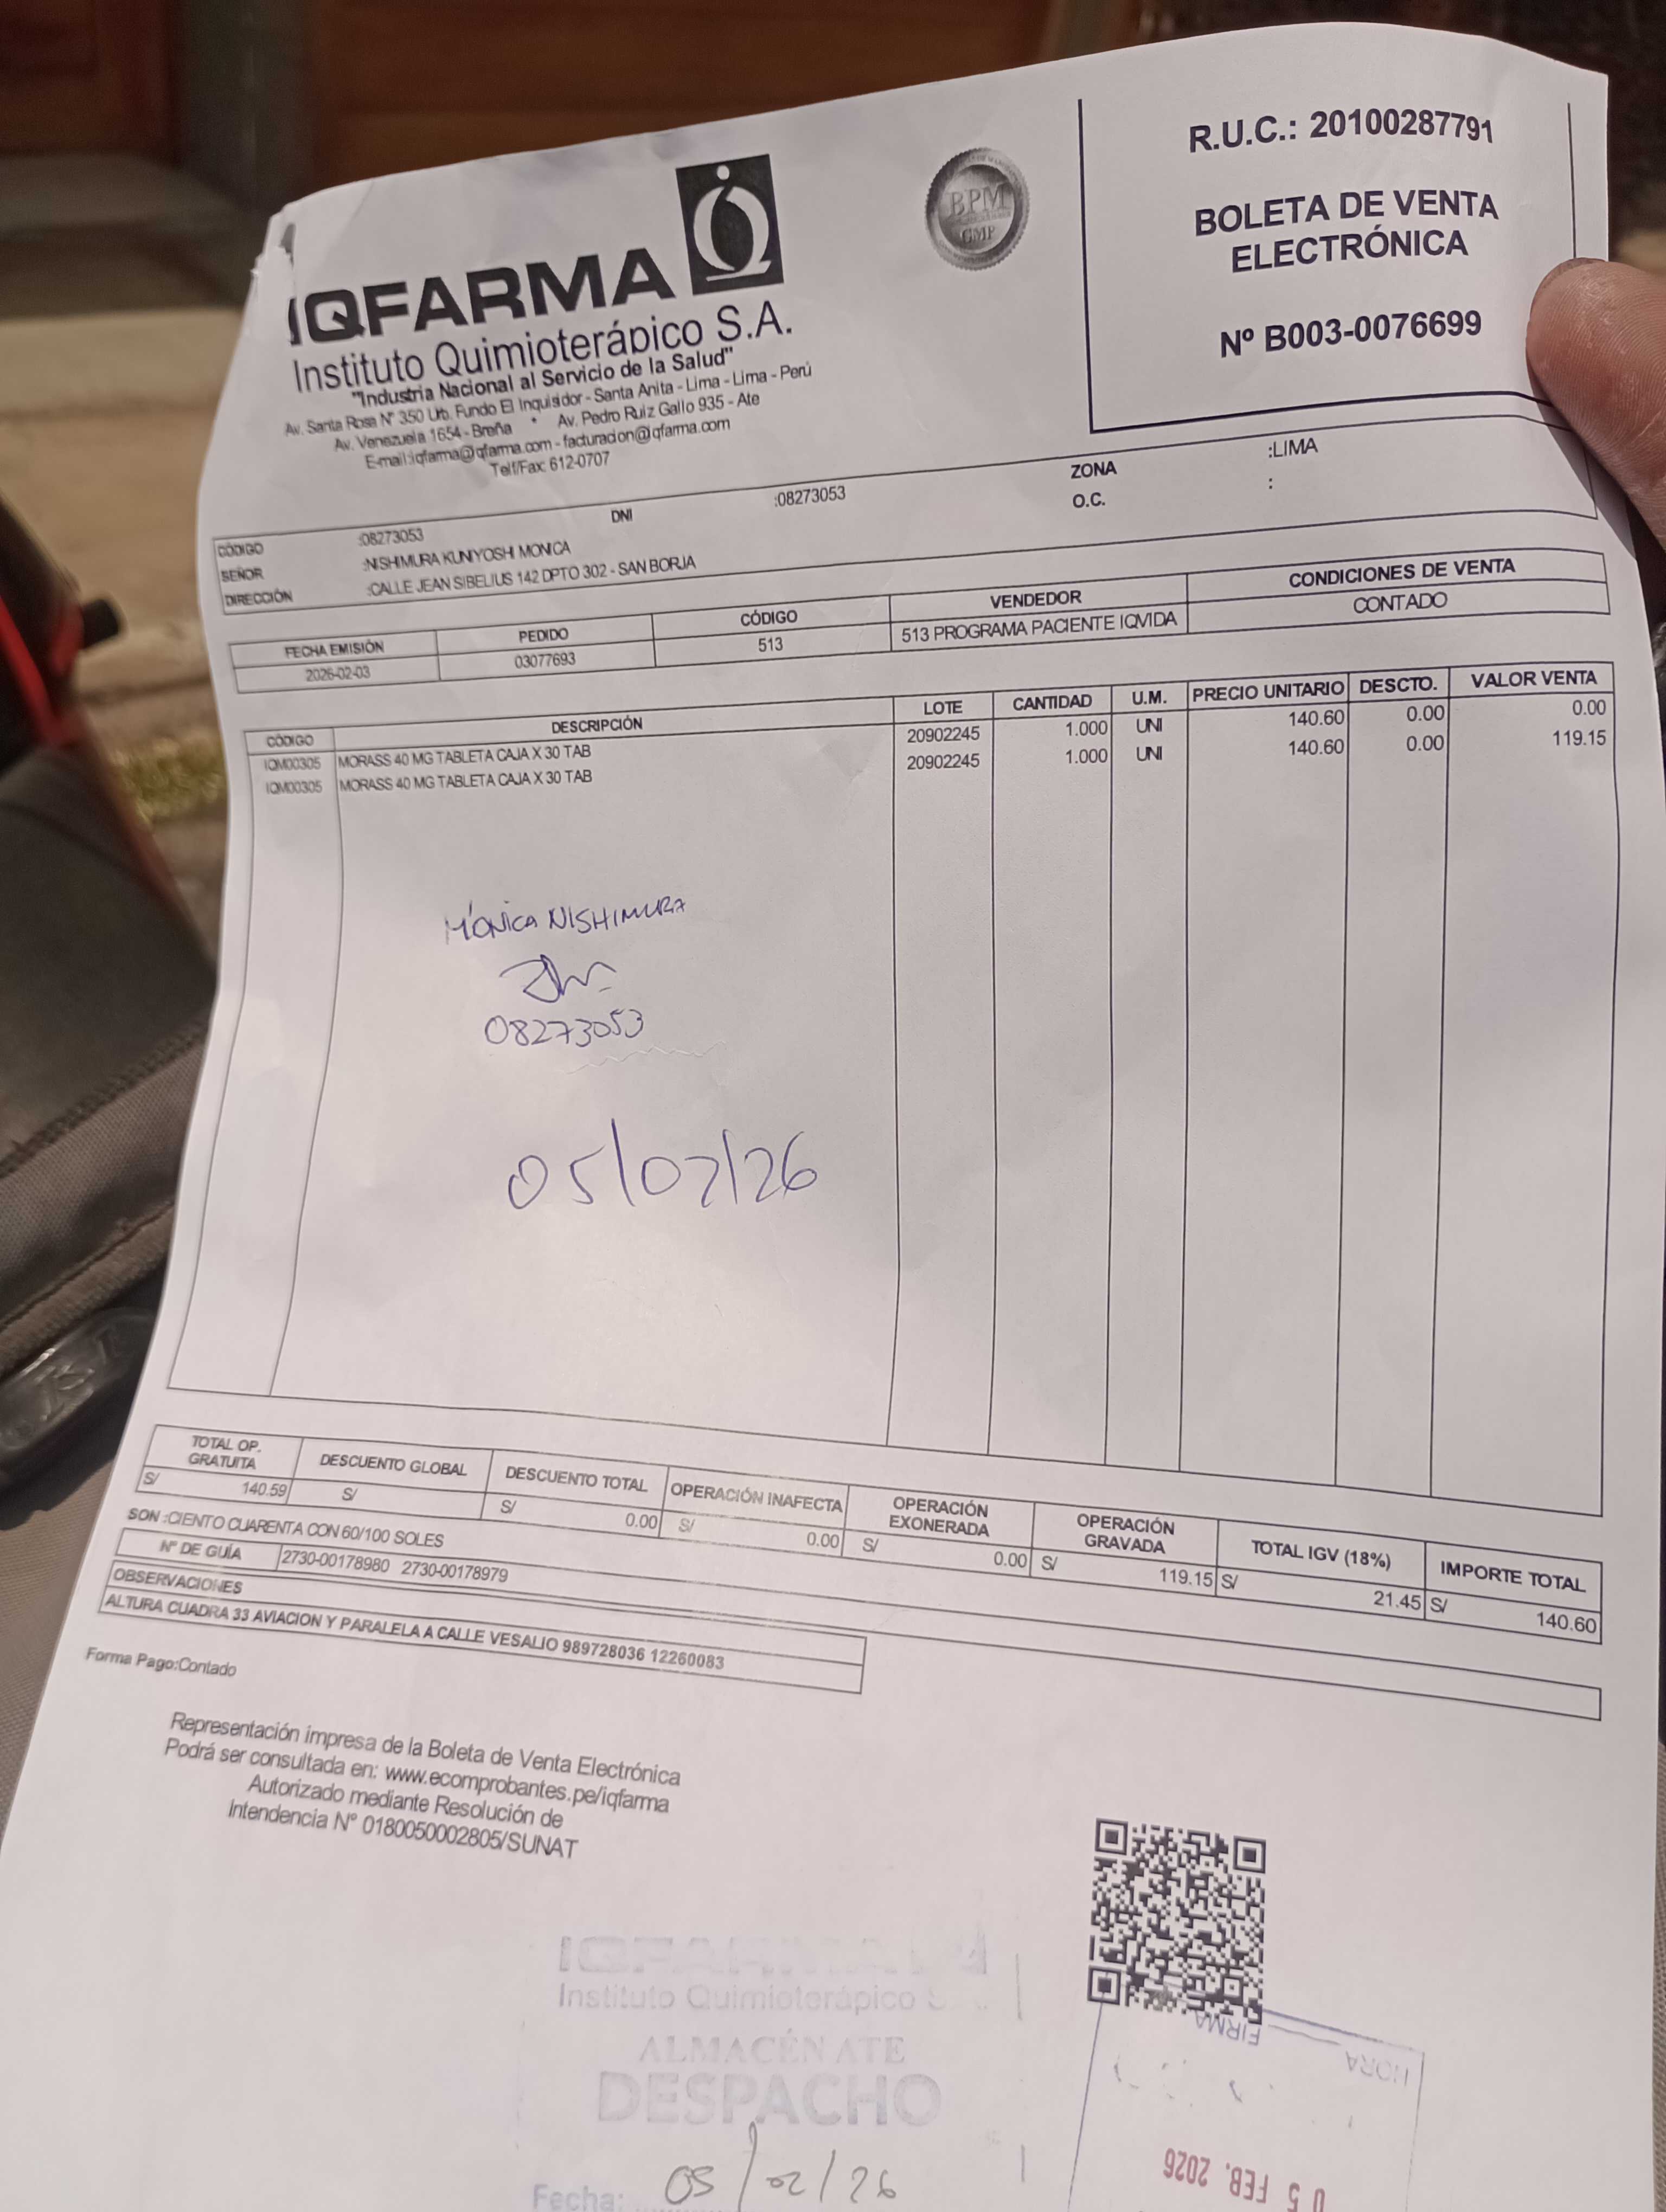 IQFARMA
Instituto Quimioterápico S.A.
"Industria Nacional al Servicio de la Salud"
Av. Santa Rosa N° 350 Urb. Fundo El Inquisidor - Santa Anita - Lima - Lima - Perú
Av. Venezuela 1654 - Breña * Av. Pedro Ruiz Gallo 935 - Ate
E-mail:iqfarma@iqfarma.com - facturacion@iqfarma.com
Telf/Fax: 612-0707
BPM
GMP
R.U.C.: 20100287791
BOLETA DE VENTA
ELECTRÓNICA
Nº B003-0076699
CÓDIGO :08273053 DNI :08273053 ZONA :LIMA
SEÑOR :NISHIMURA KUNIYOSHI MONICA O.C. :
DIRECCIÓN :CALLE JEAN SIBELIUS 142 DPTO 302 - SAN BORJA
FECHA EMISIÓN PEDIDO CÓDIGO VENDEDOR CONDICIONES DE VENTA
2026-02-03 03077693 513 513 PROGRAMA PACIENTE IQVIDA CONTADO
CÓDIGO DESCRIPCIÓN LOTE CANTIDAD U.M. PRECIO UNITARIO DESCTO. VALOR VENTA
IQM00305 MORASS 40 MG TABLETA CAJA X 30 TAB 20902245 1.000 UNI 140.60 0.00 0.00
IQM00305 MORASS 40 MG TABLETA CAJA X 30 TAB 20902245 1.000 UNI 140.60 0.00 119.15
MÓNICA NISHIMURA
08273053
05/02/26
TOTAL OP. GRATUITA DESCUENTO GLOBAL DESCUENTO TOTAL OPERACIÓN INAFECTA OPERACIÓN EXONERADA OPERACIÓN GRAVADA TOTAL IGV (18%) IMPORTE TOTAL
S/ 140.59 S/ S/ 0.00 S/ 0.00 S/ 0.00 S/ 119.15 S/ 21.45 S/ 140.60
SON :CIENTO CUARENTA CON 60/100 SOLES
N° DE GUÍA 2730-00178980 2730-00178979
OBSERVACIONES
ALTURA CUADRA 33 AVIACION Y PARALELA A CALLE VESALIO 989728036 12260083
Forma Pago:Contado
Representación impresa de la Boleta de Venta Electrónica
Podrá ser consultada en: www.ecomprobantes.pe/iqfarma
Autorizado mediante Resolución de
Intendencia N° 0180050002805/SUNAT
IQFARMA
Instituto Quimioterápico
ALMACÉN ATE
DESPACHO
Fecha: 05/02/26
FIRMA
HORA
05 FEB. 2026